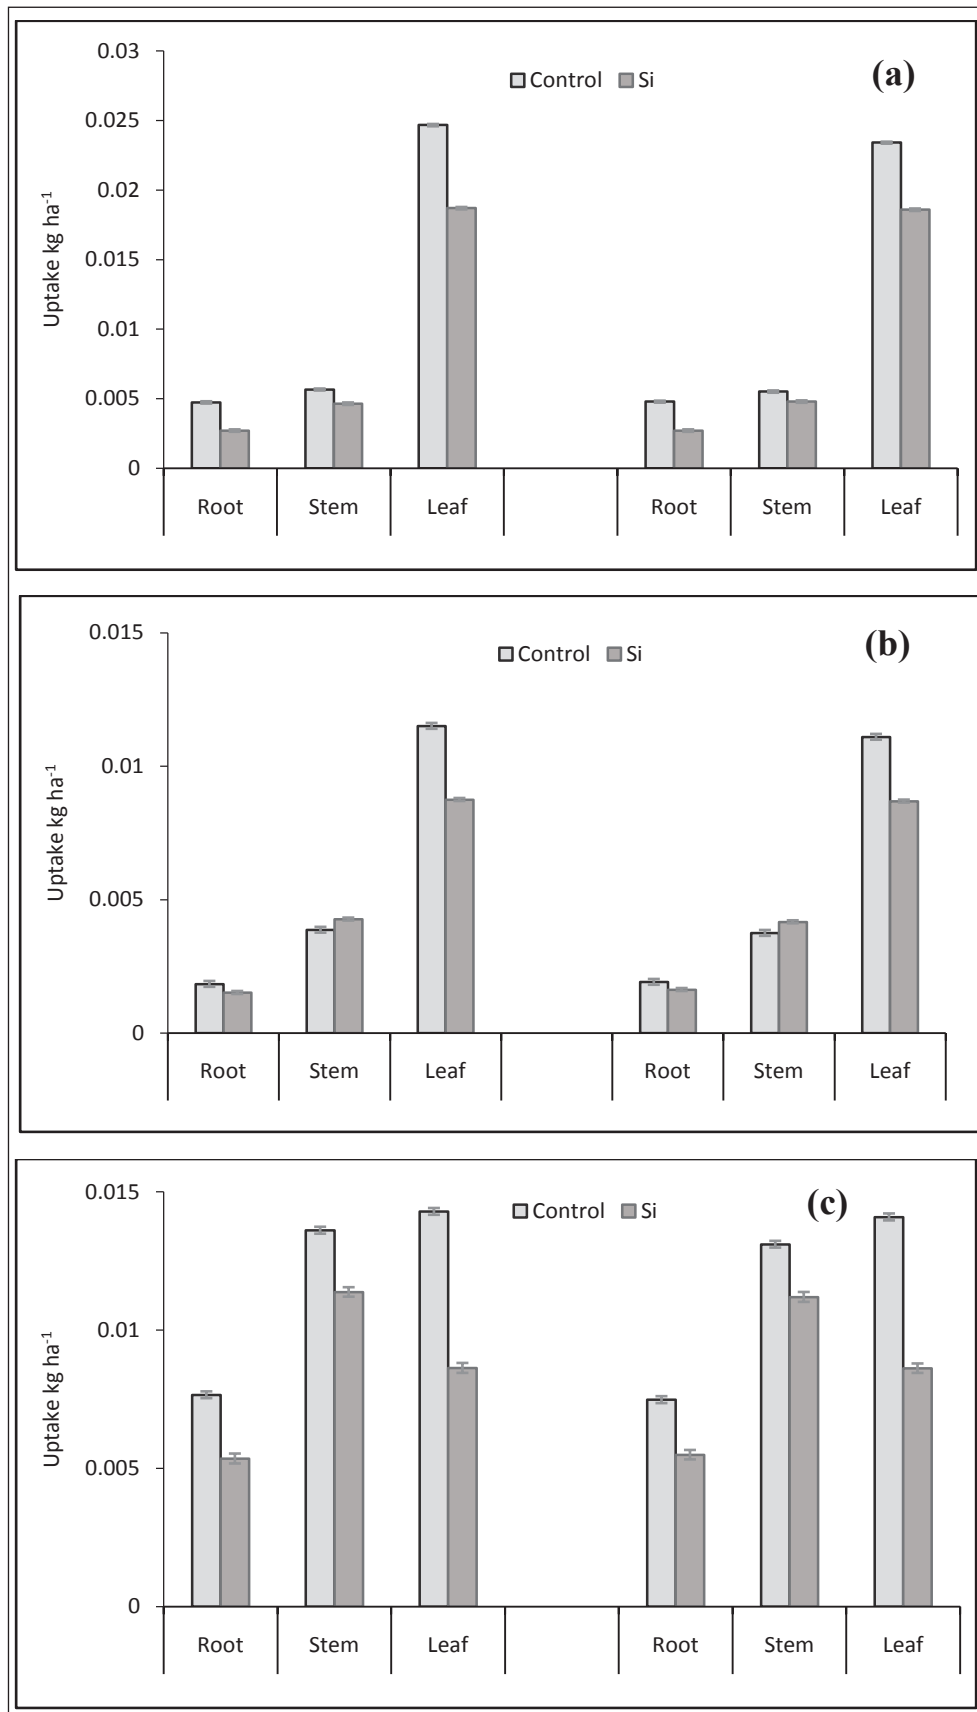 (a)
Control Si
Uptake kg ha-1
0.03
0.025
0.02
0.015
0.01
0.005
0
Root Stem Leaf Root Stem Leaf
(b)
Control Si
Uptake kg ha-1
0.015
0.01
0.005
0
Root Stem Leaf Root Stem Leaf
(c)
Control Si
Uptake kg ha-1
0.015
0.01
0.005
0
Root Stem Leaf Root Stem Leaf